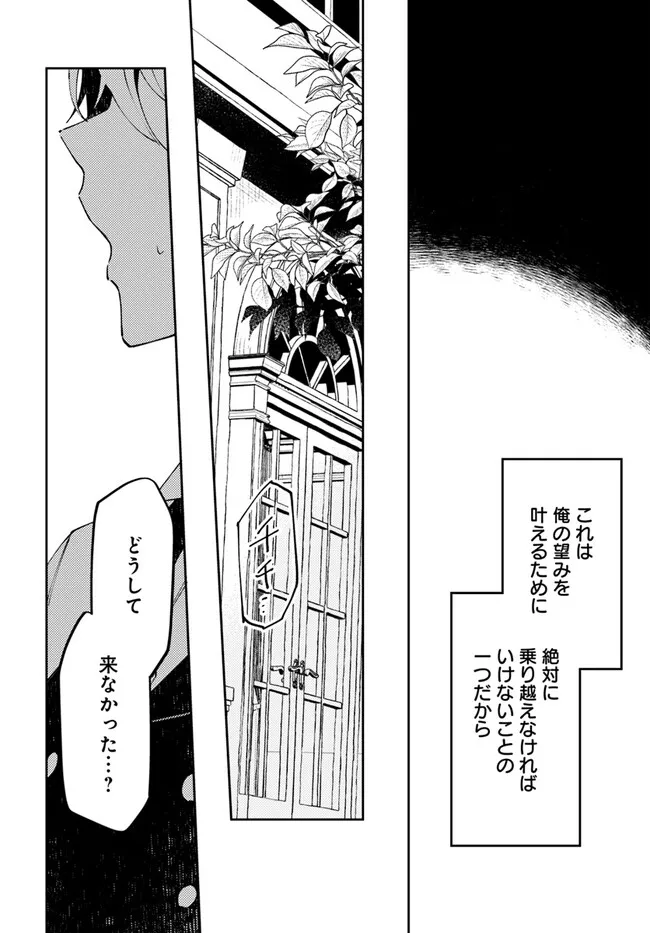 これは
俺の望みを
叶えるために
絶対に
乗り越えなければ
いけないことの
一つだから
イチ…
どうして
来なかった…?